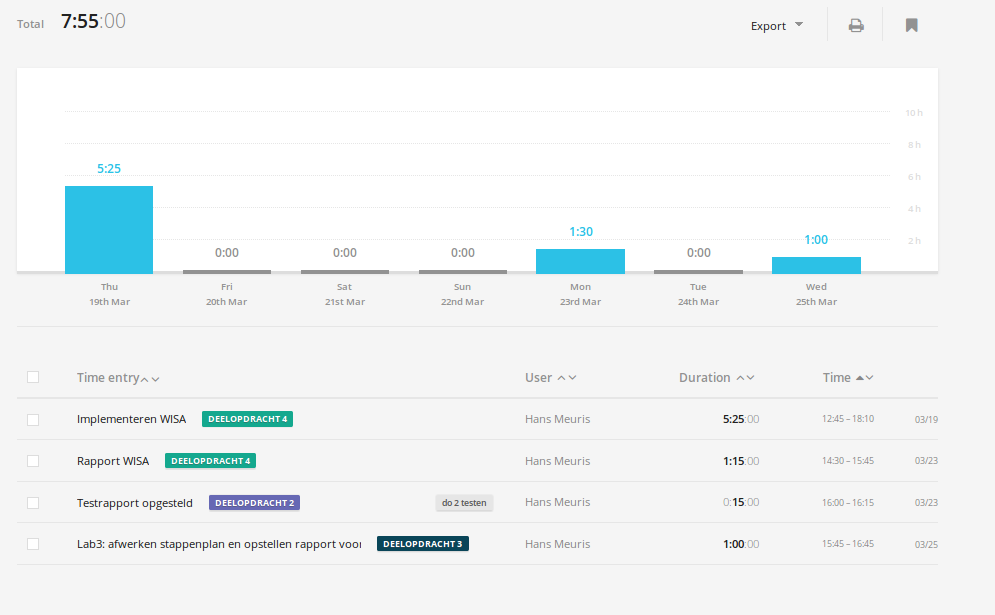 Total 7:55:00
Export
10 h
8 h
6 h
4 h
2 h
5:25
0:00
0:00
0:00
1:30
0:00
1:00
Thu Fri Sat Sun Mon Tue Wed
19th Mar 20th Mar 21st Mar 22nd Mar 23rd Mar 24th Mar 25th Mar
Time entry User Duration Time
Implementeren WISA DEELOPDRACHT 4 Hans Meuris 5:25:00 12:45 – 18:10 03/19
Rapport WISA DEELOPDRACHT 4 Hans Meuris 1:15:00 14:30 – 15:45 03/23
Testrapport opgesteld DEELOPDRACHT 2 do 2 testen Hans Meuris 0:15:00 16:00 – 16:15 03/23
Lab3: afwerken stappenplan en opstellen rapport voor DEELOPDRACHT 3 Hans Meuris 1:00:00 15:45 – 16:45 03/25